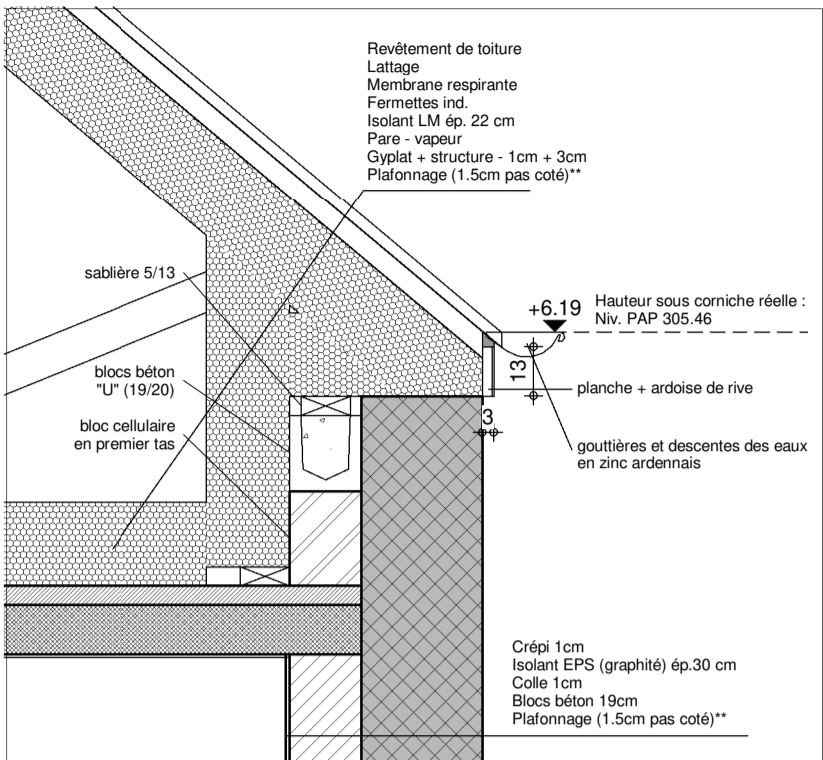 Revêtement de toiture
Lattage
Membrane respirante
Fermettes ind.
Isolant LM ép. 22 cm
Pare - vapeur
Gyplat + structure - 1cm + 3cm
Plafonnage (1.5cm pas coté)**
sablière 5/13
+6.19
Hauteur sous corniche réelle :
Niv. PAP 305.46
blocs béton
"U" (19/20)
13
planche + ardoise de rive
bloc cellulaire
en premier tas
3
gouttières et descentes des eaux
en zinc ardennais
Crépi 1cm
Isolant EPS (graphité) ép.30 cm
Colle 1cm
Blocs béton 19cm
Plafonnage (1.5cm pas coté)**